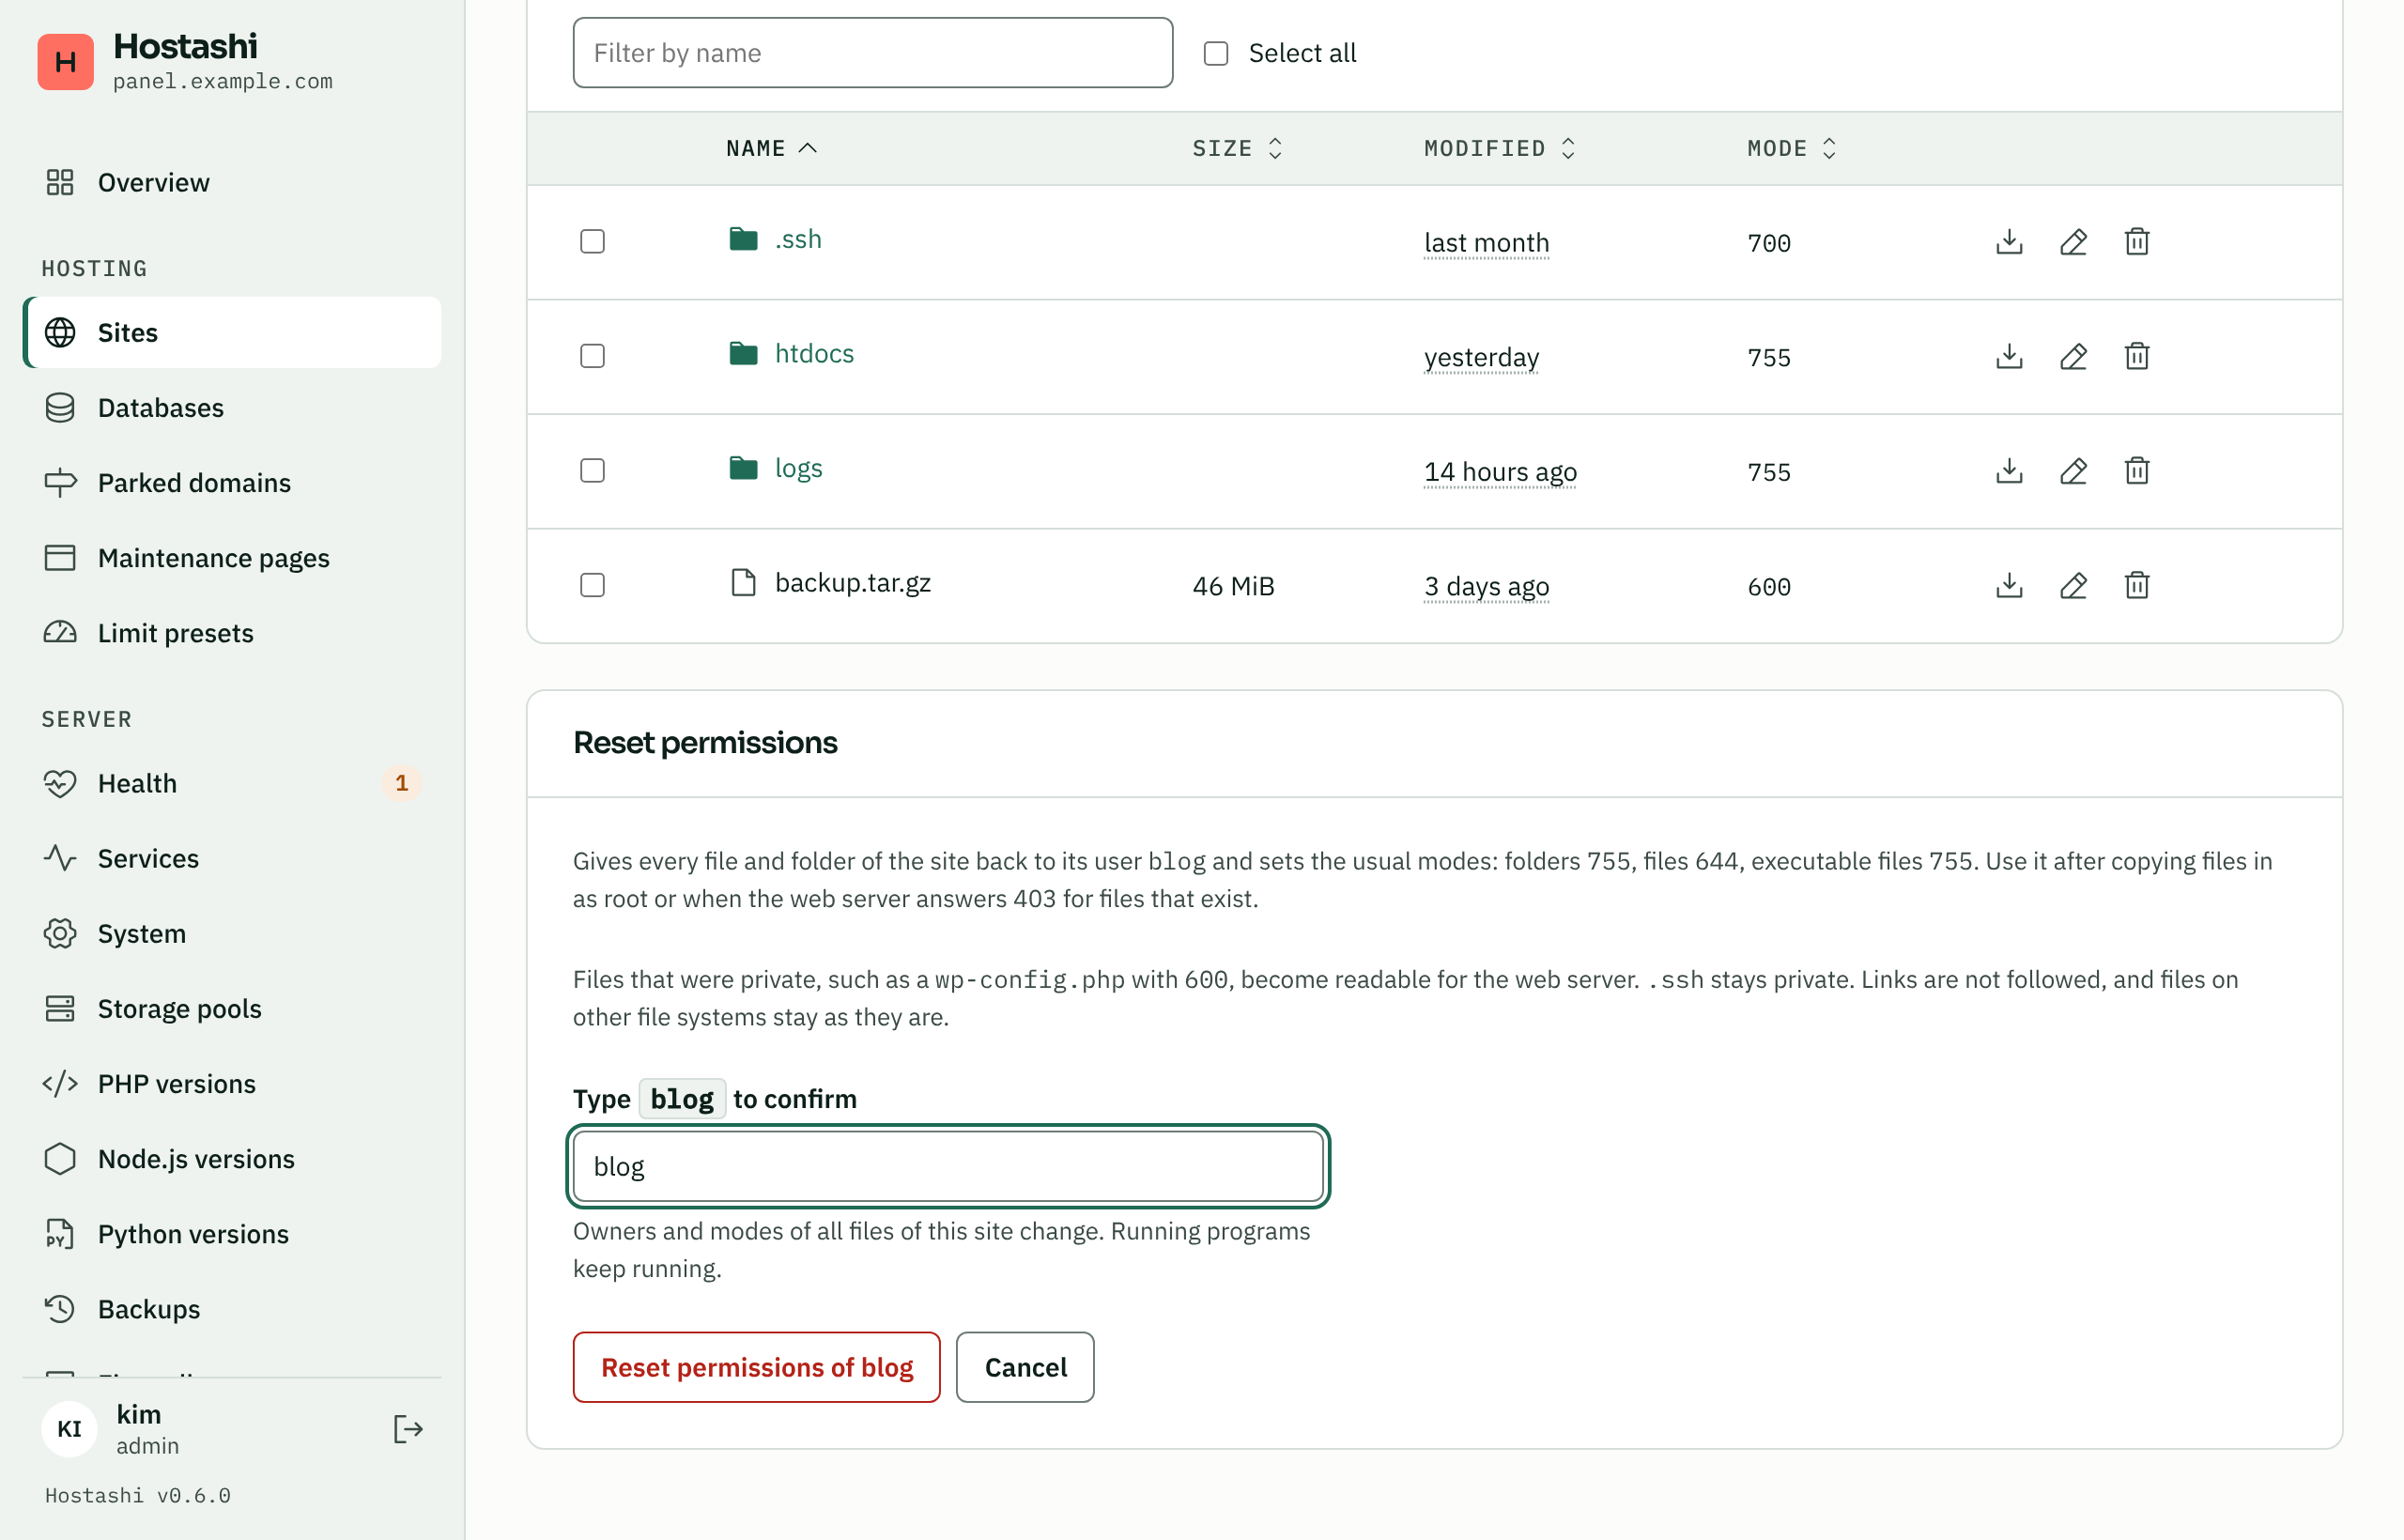 H
Hostashi
panel.example.com
Overview
HOSTING
Sites
Databases
Parked domains
Maintenance pages
Limit presets
SERVER
Health 1
Services
System
Storage pools
PHP versions
Node.js versions
PY Python versions
Backups
KI kim
admin
Hostashi v0.6.0
Filter by name Select all
NAME SIZE MODIFIED MODE
.ssh last month 700
htdocs yesterday 755
logs 14 hours ago 755
backup.tar.gz 46 MiB 3 days ago 600
Reset permissions
Gives every file and folder of the site back to its user blog and sets the usual modes: folders 755, files 644, executable files 755. Use it after copying files in
as root or when the web server answers 403 for files that exist.
Files that were private, such as a wp-config.php with 600, become readable for the web server. .ssh stays private. Links are not followed, and files on
other file systems stay as they are.
Type blog to confirm
blog
Owners and modes of all files of this site change. Running programs
keep running.
Reset permissions of blog Cancel